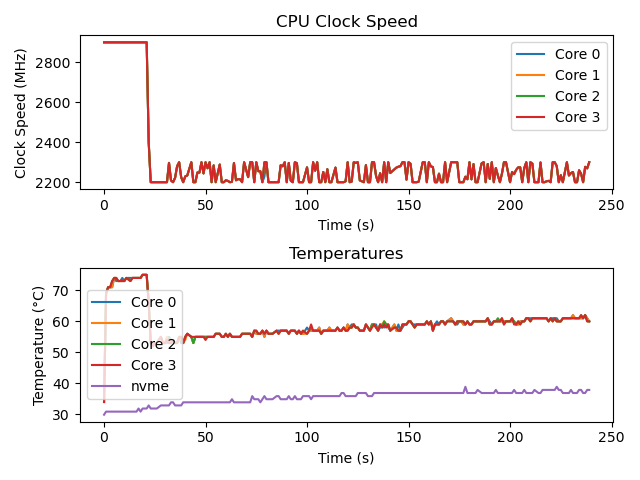 CPU Clock Speed
Clock Speed (MHz)
2800
2600
2400
2200
Core 0
Core 1
Core 2
Core 3
0 50 100 150 200 250
Time (s)
Temperatures
Temperature (°C)
70
60
50
40
30
Core 0
Core 1
Core 2
Core 3
nvme
0 50 100 150 200 250
Time (s)